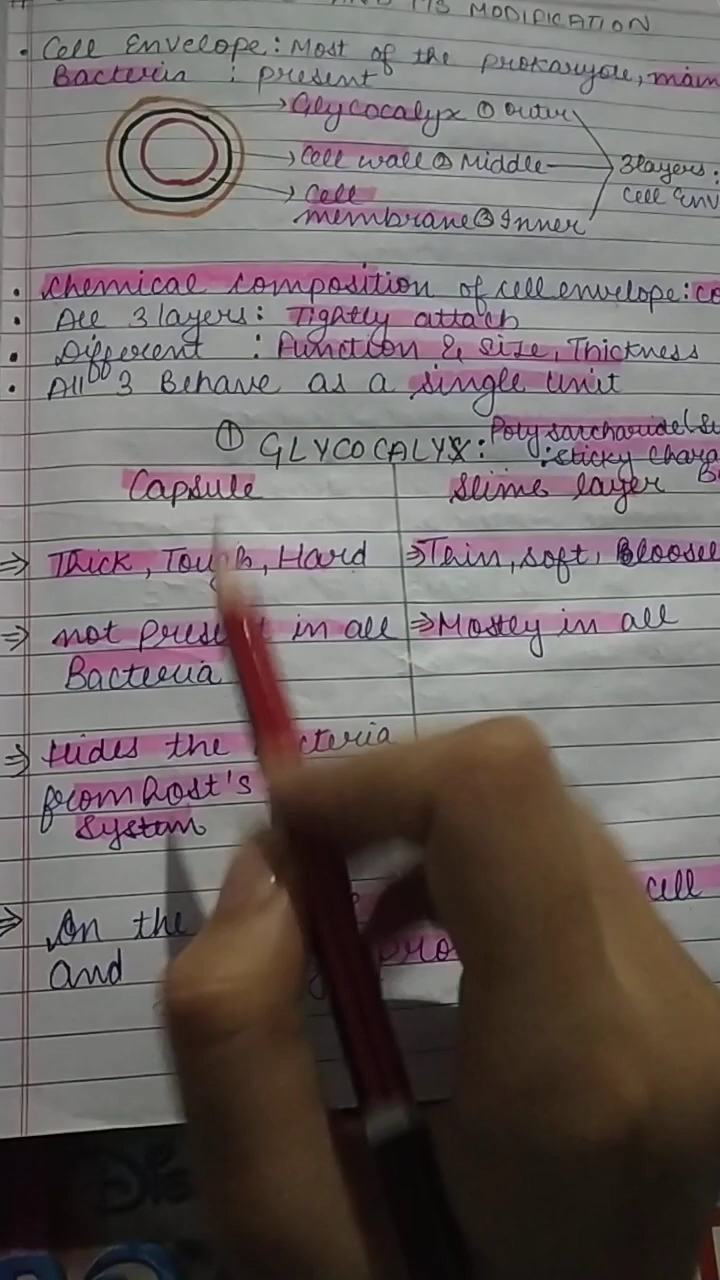 MODIFICATION
• Cell Envelope: Most of the prokaryote, main
Bacteria : present
→ Glycocalyx ① Outer
→ Cell wall ② Middle
3 layers:
→ Cell
Cell Env
membrane ③ Inner
• Chemical composition of cell envelope:
• All 3 layers: Tightly attach
• Different : Function & size, Thickness
• All 3 Behave as a single unit
① GLYCOCALYX:
: sticky
Capsule
Slime layer
⇒ Thick, Tough, Hard
⇒ Thin, soft,
⇒ not present in all
Bacteria
⇒ Mostly in all
⇒ Hides the
from host's
system
⇒ On the
cell
and